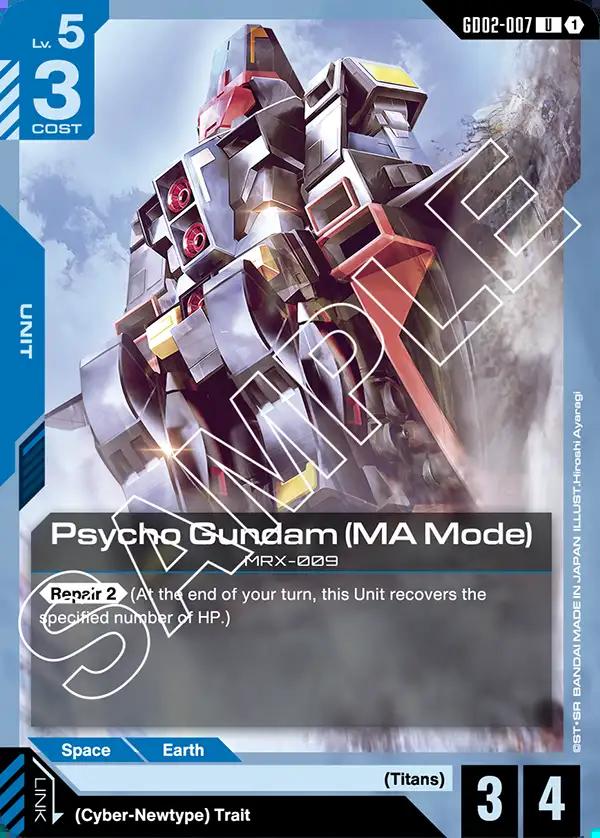 GD02-007 U 1
Lv. 5
3
COST
UNIT
SAMPLE
Psycho Gundam (MA Mode)
MRX-009
Repair 2 (At the end of your turn, this Unit recovers the
specified number of HP.)
©ST・SR BANDAI MADE IN JAPAN ILLUST.Hiroshi Ayaragi
Space Earth
(Titans)
LINK
(Cyber-Newtype) Trait
3 4